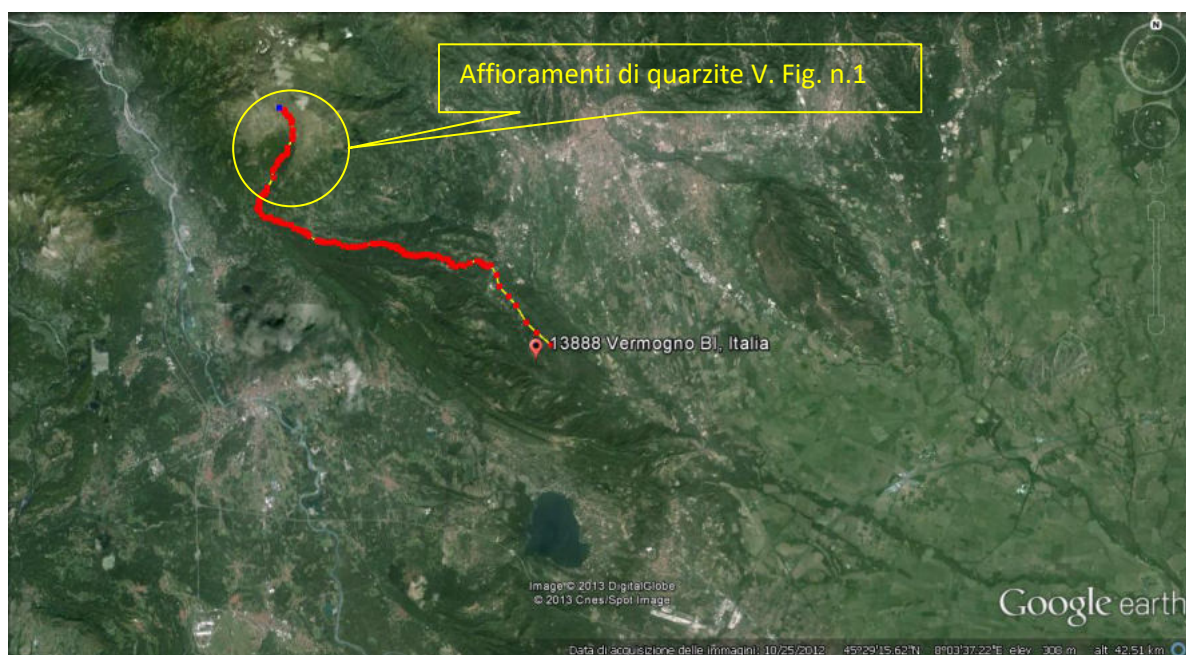 N
Affioramenti di quarzite V. Fig. n.1
13888 Vermogno BI, Italia
Image © 2013 DigitalGlobe
© 2013 Cnes/Spot Image
Google earth
Data di acquisizione delle immagini: 10/25/2012 45°29'15.62"N 8°03'37.22"E elev 308 m alt 42.51 km